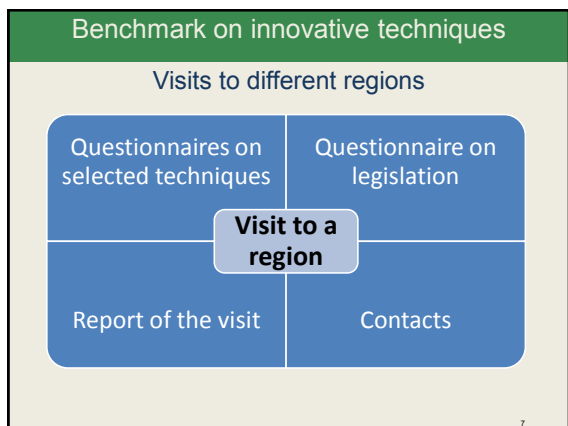 Benchmark on innovative techniques
Visits to different regions
Questionnaires on
selected techniques
Questionnaire on
legislation
Visit to a
region
Report of the visit
Contacts
7